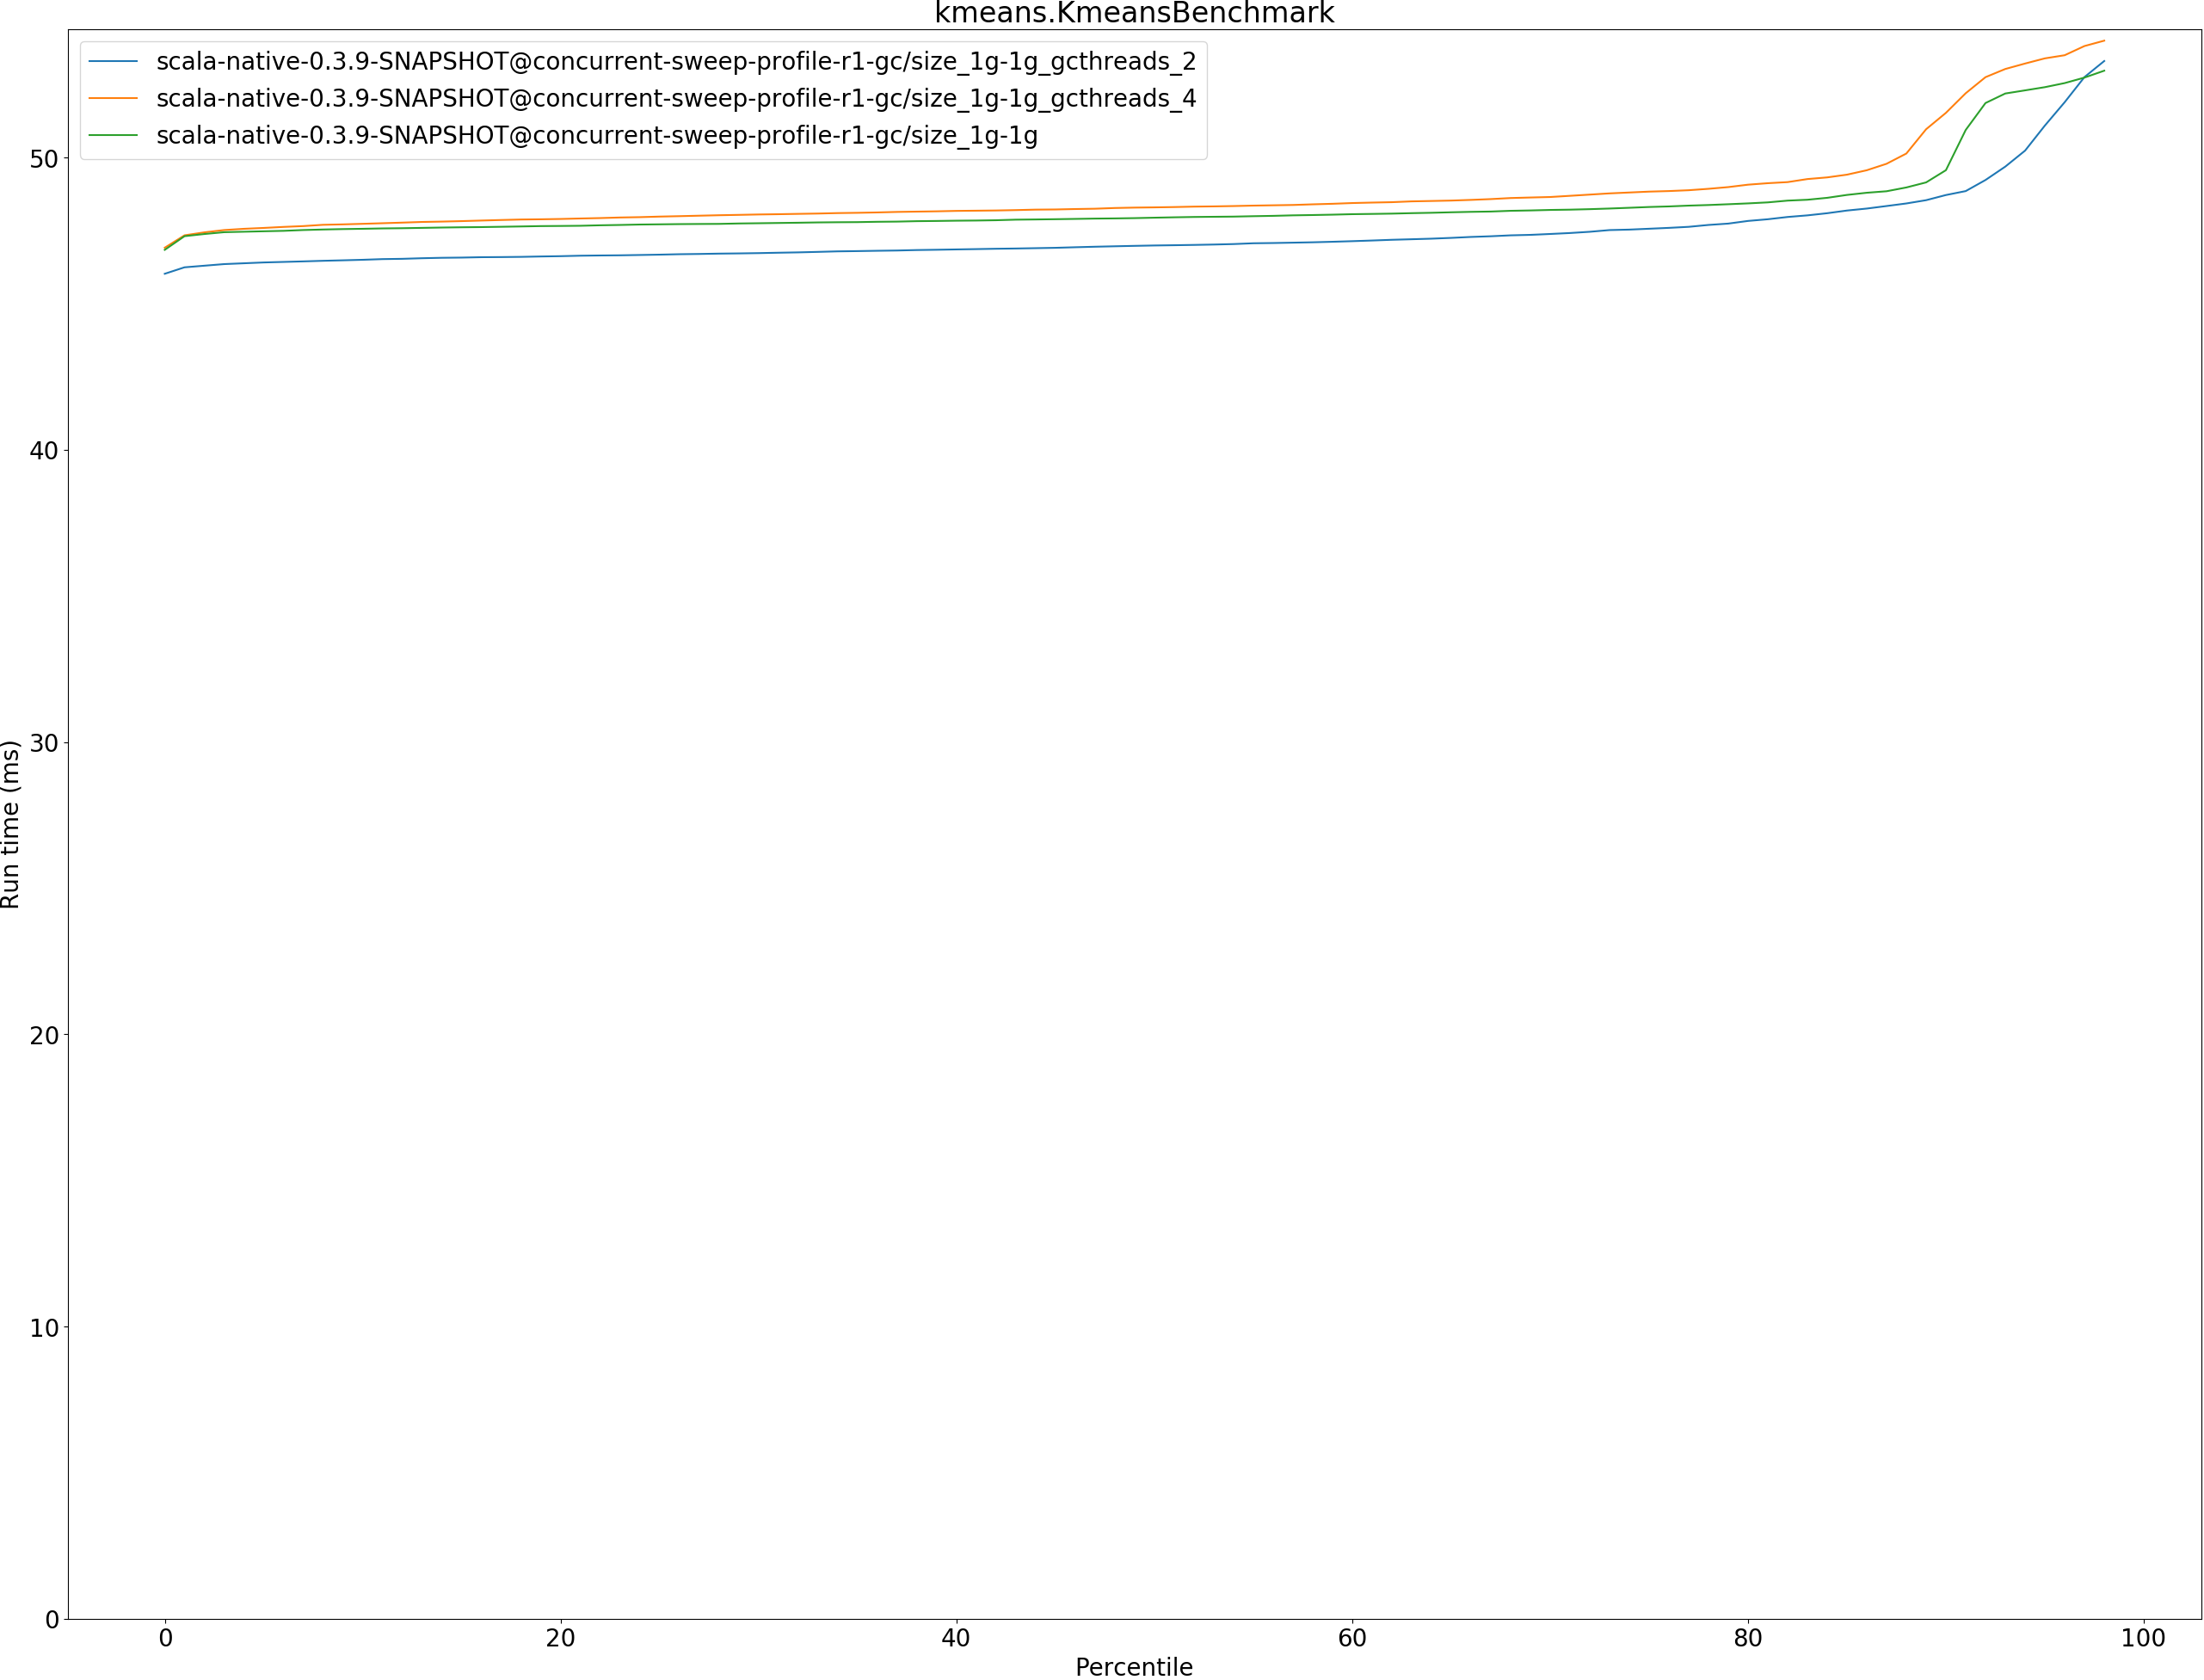 kmeans.KmeansBenchmark
scala-native-0.3.9-SNAPSHOT@concurrent-sweep-profile-r1-gc/size_1g-1g_gcthreads_2
scala-native-0.3.9-SNAPSHOT@concurrent-sweep-profile-r1-gc/size_1g-1g_gcthreads_4
scala-native-0.3.9-SNAPSHOT@concurrent-sweep-profile-r1-gc/size_1g-1g
50
40
30
20
10
0
Run time (ms)
0 20 40 60 80 100
Percentile